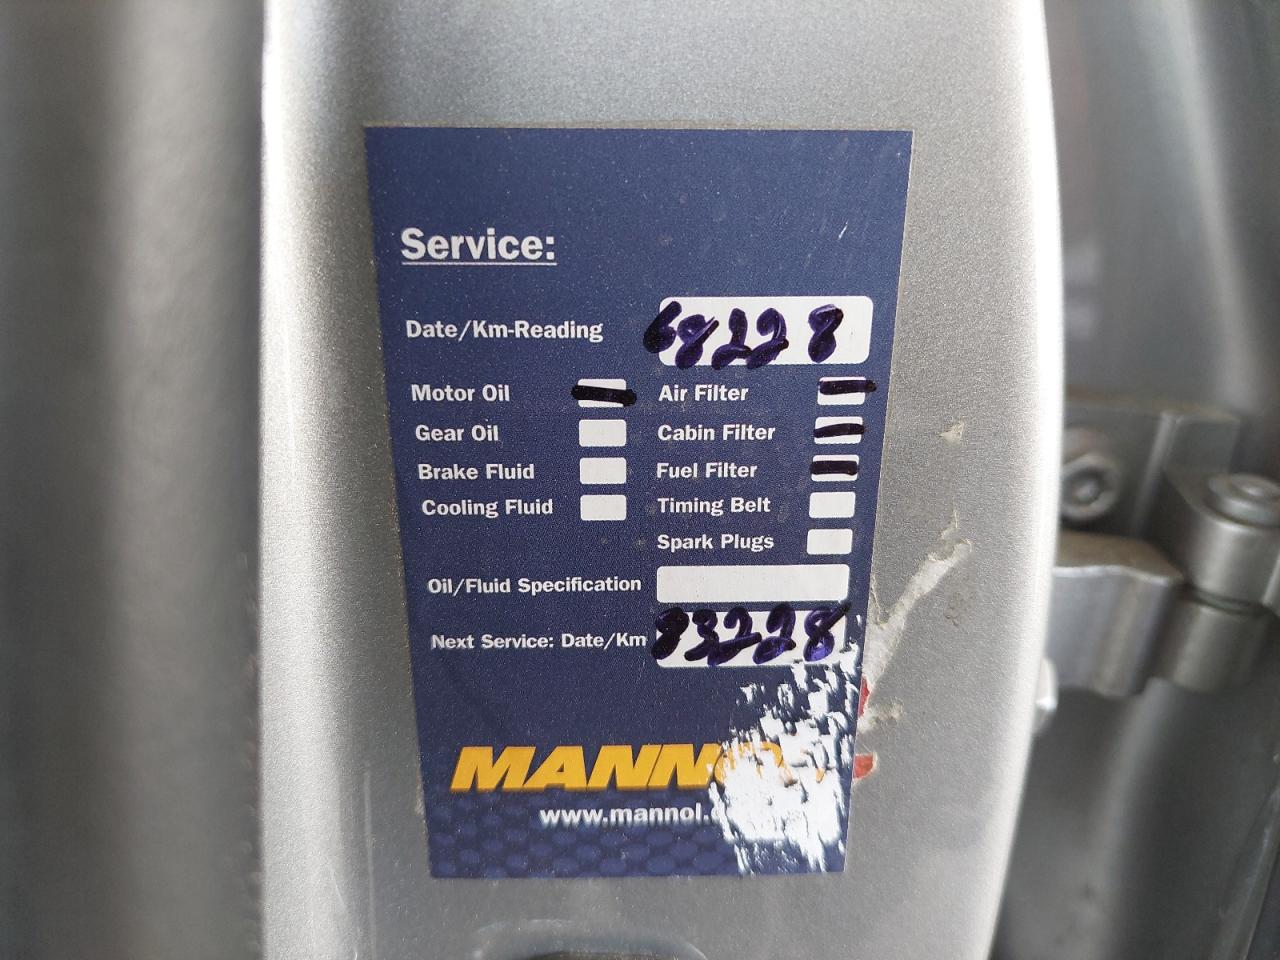 Service:
Date/Km-Reading 68228
Motor Oil Air Filter
Gear Oil Cabin Filter
Brake Fluid Fuel Filter
Cooling Fluid Timing Belt
Spark Plugs
Oil/Fluid Specification
Next Service: Date/Km 83228
MANNOL
www.mannol.